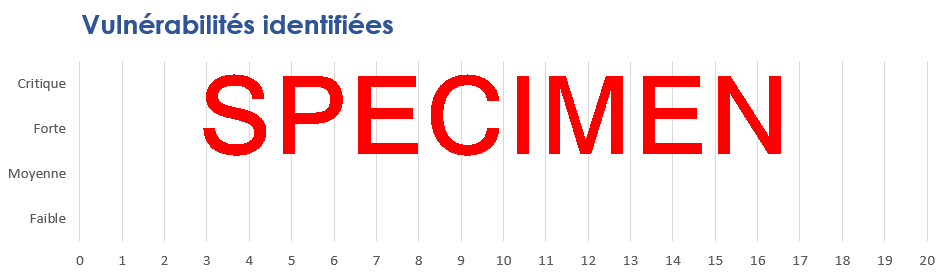 Vulnérabilités identifiées
SPECIMEN
Critique
Forte
Moyenne
Faible
0 1 2 3 4 5 6 7 8 9 10 11 12 13 14 15 16 17 18 19 20